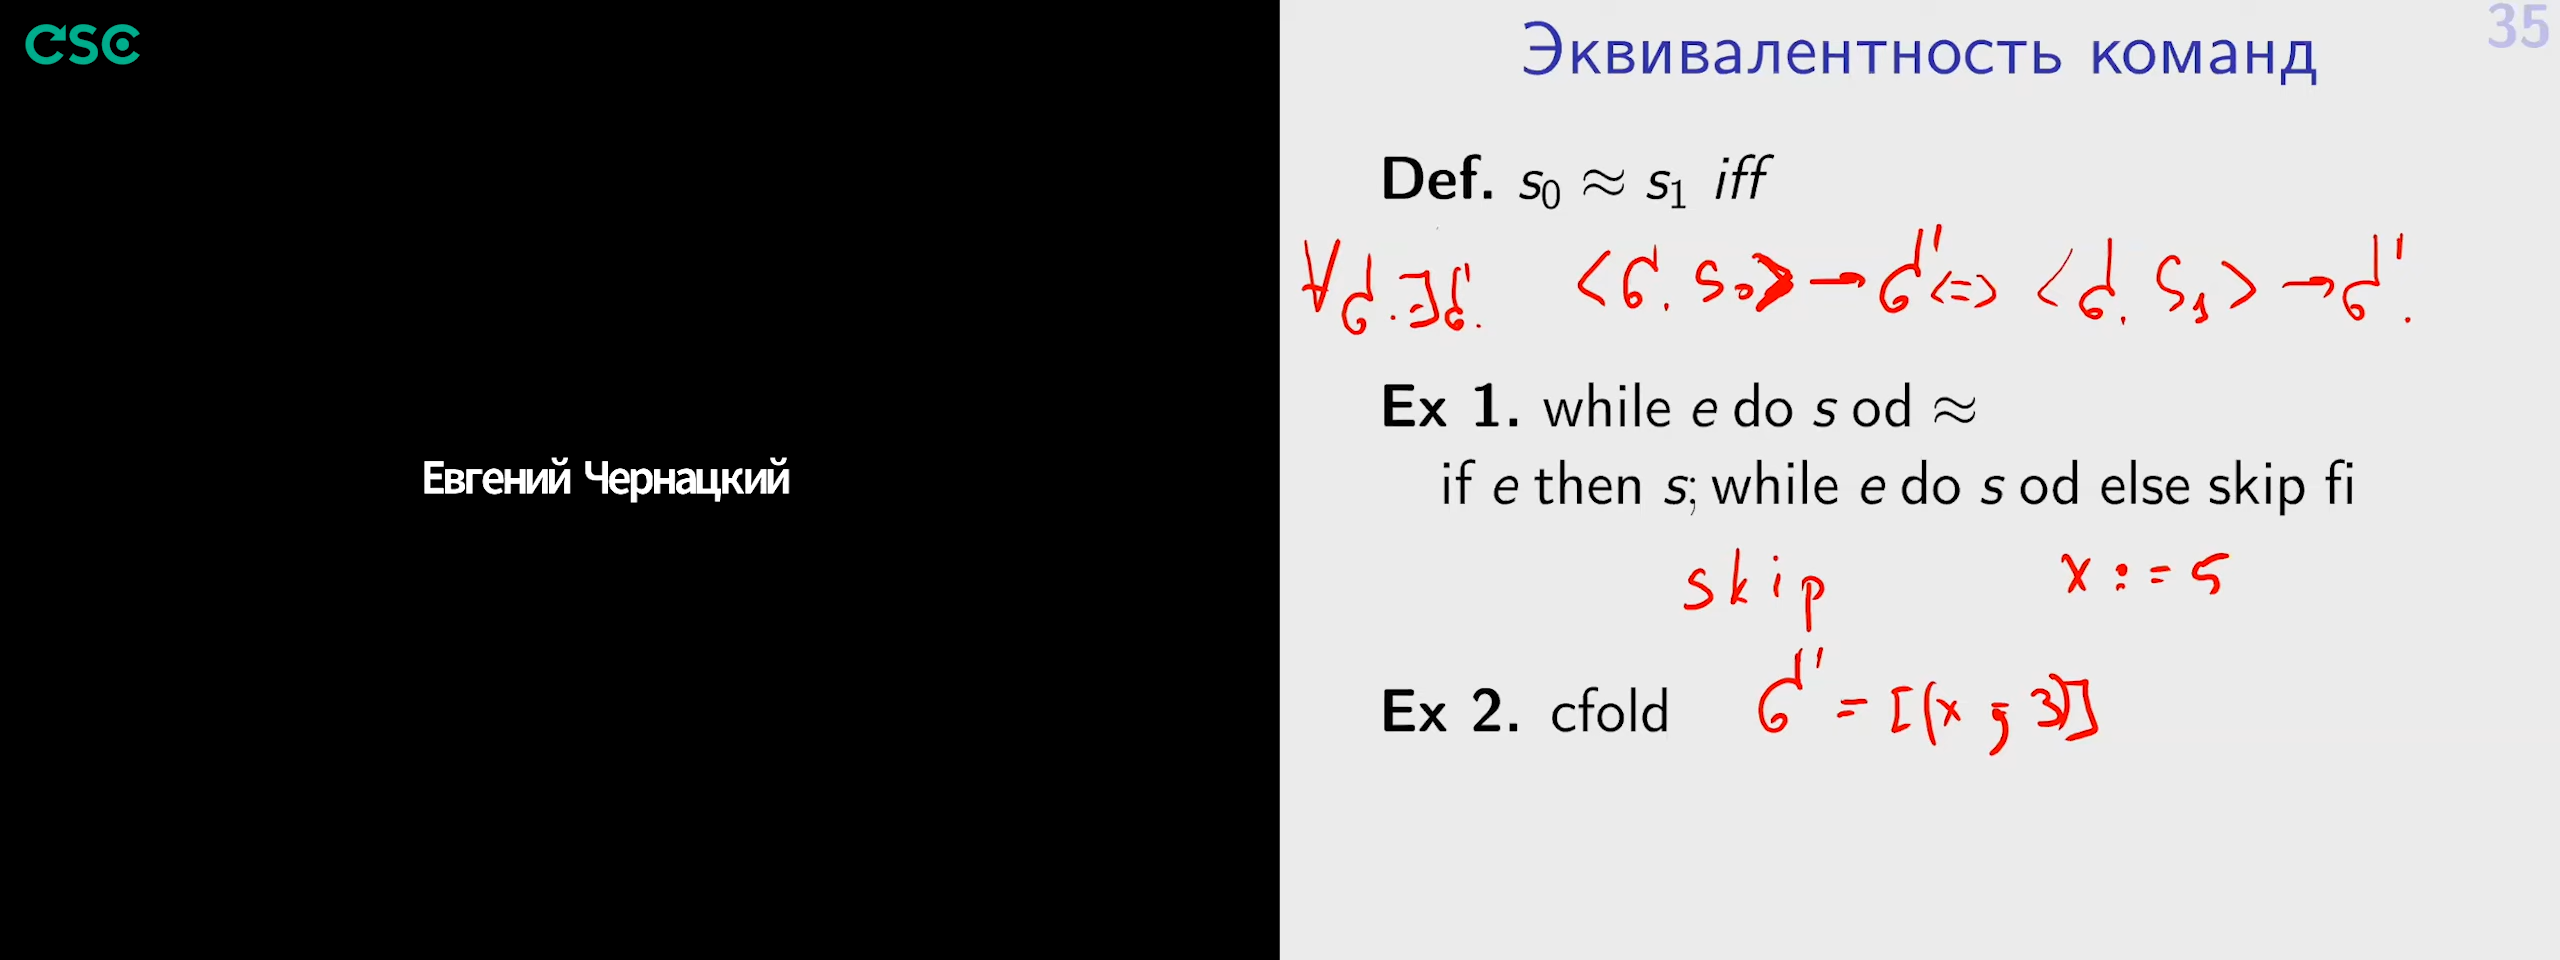 CSC
Евгений Чернацкий
35
Эквивалентность команд
Def. s₀ ≈ s₁ iff
∀σ.∃σ'. <σ, s₀> → σ' <=> <σ, s₁> → σ'.
Ex 1. while e do s od ≈
if e then s; while e do s od else skip fi
skip x := 5
Ex 2. cfold σ' = [(x, 3)]